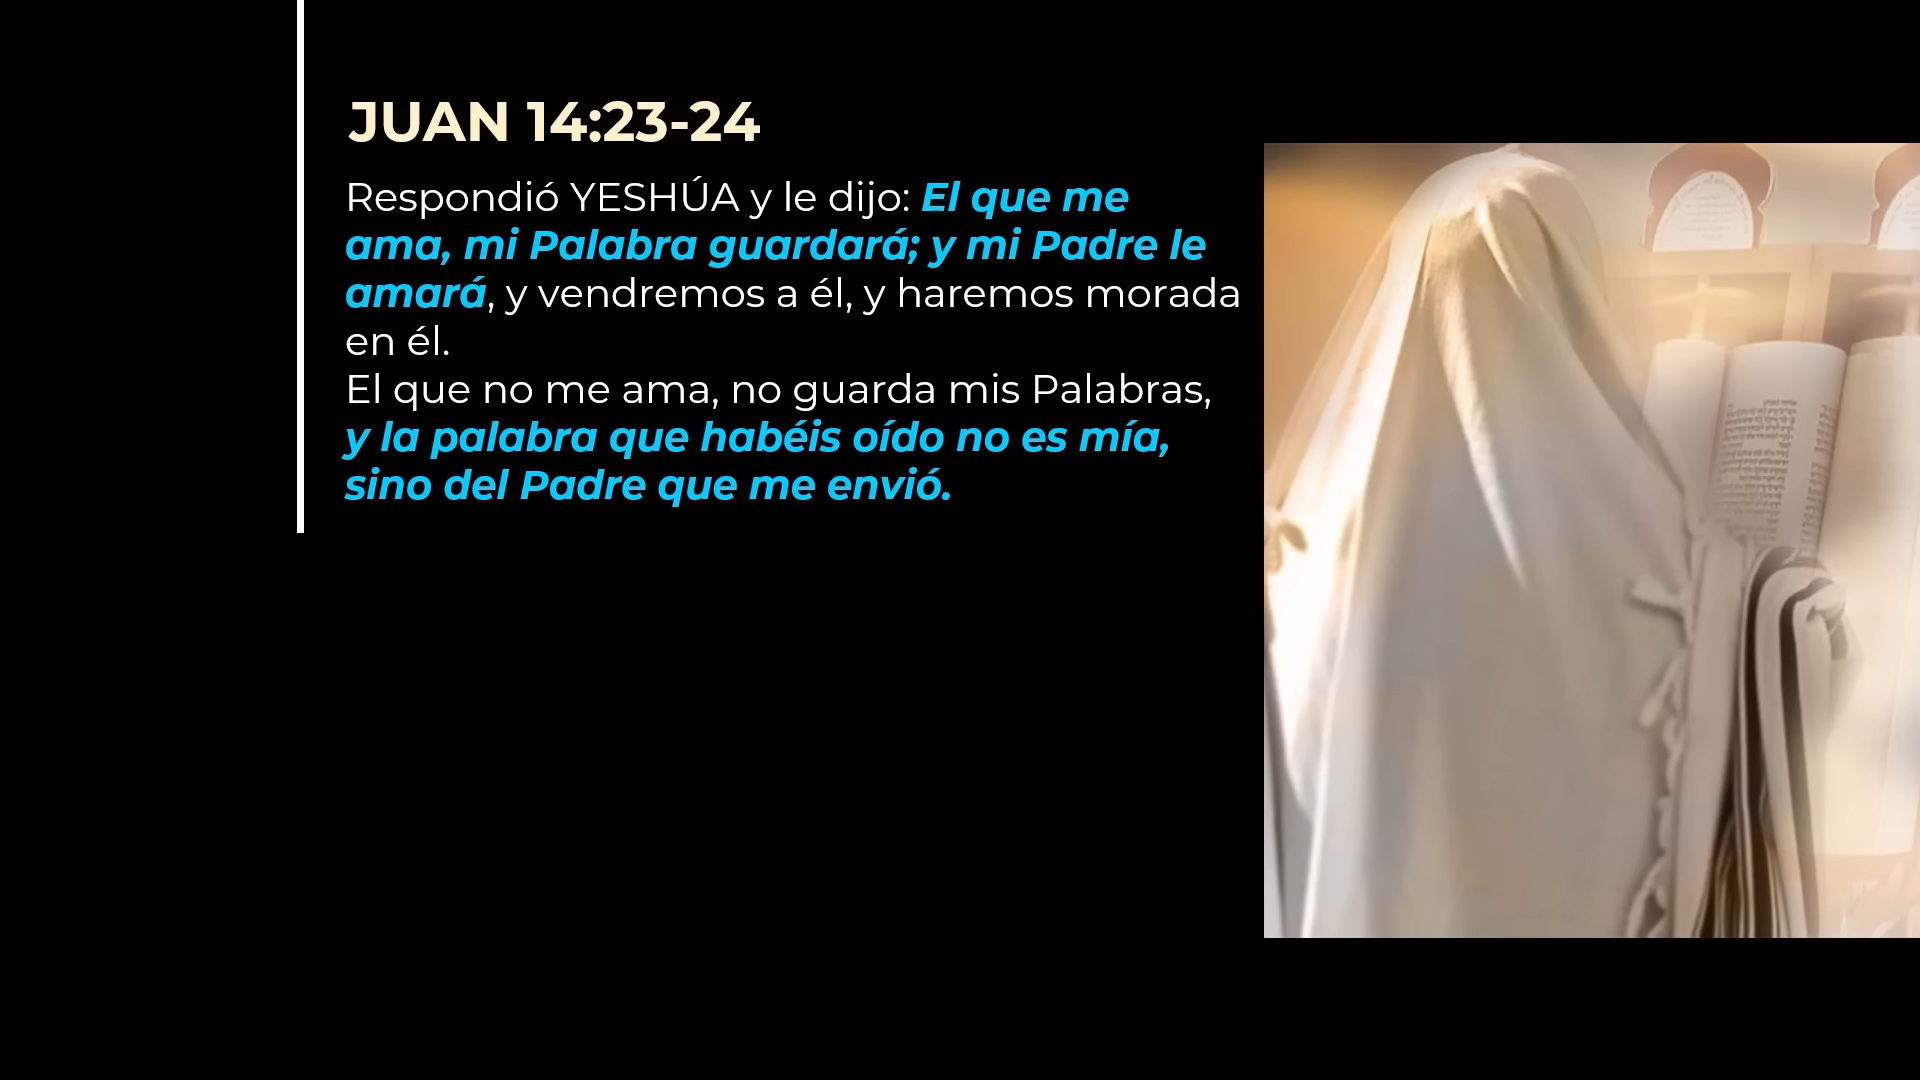 JUAN 14:23-24
Respondió YESHÚA y le dijo: El que me
ama, mi Palabra guardará; y mi Padre le
amará, y vendremos a él, y haremos morada
en él.
El que no me ama, no guarda mis Palabras,
y la palabra que habéis oído no es mía,
sino del Padre que me envió.